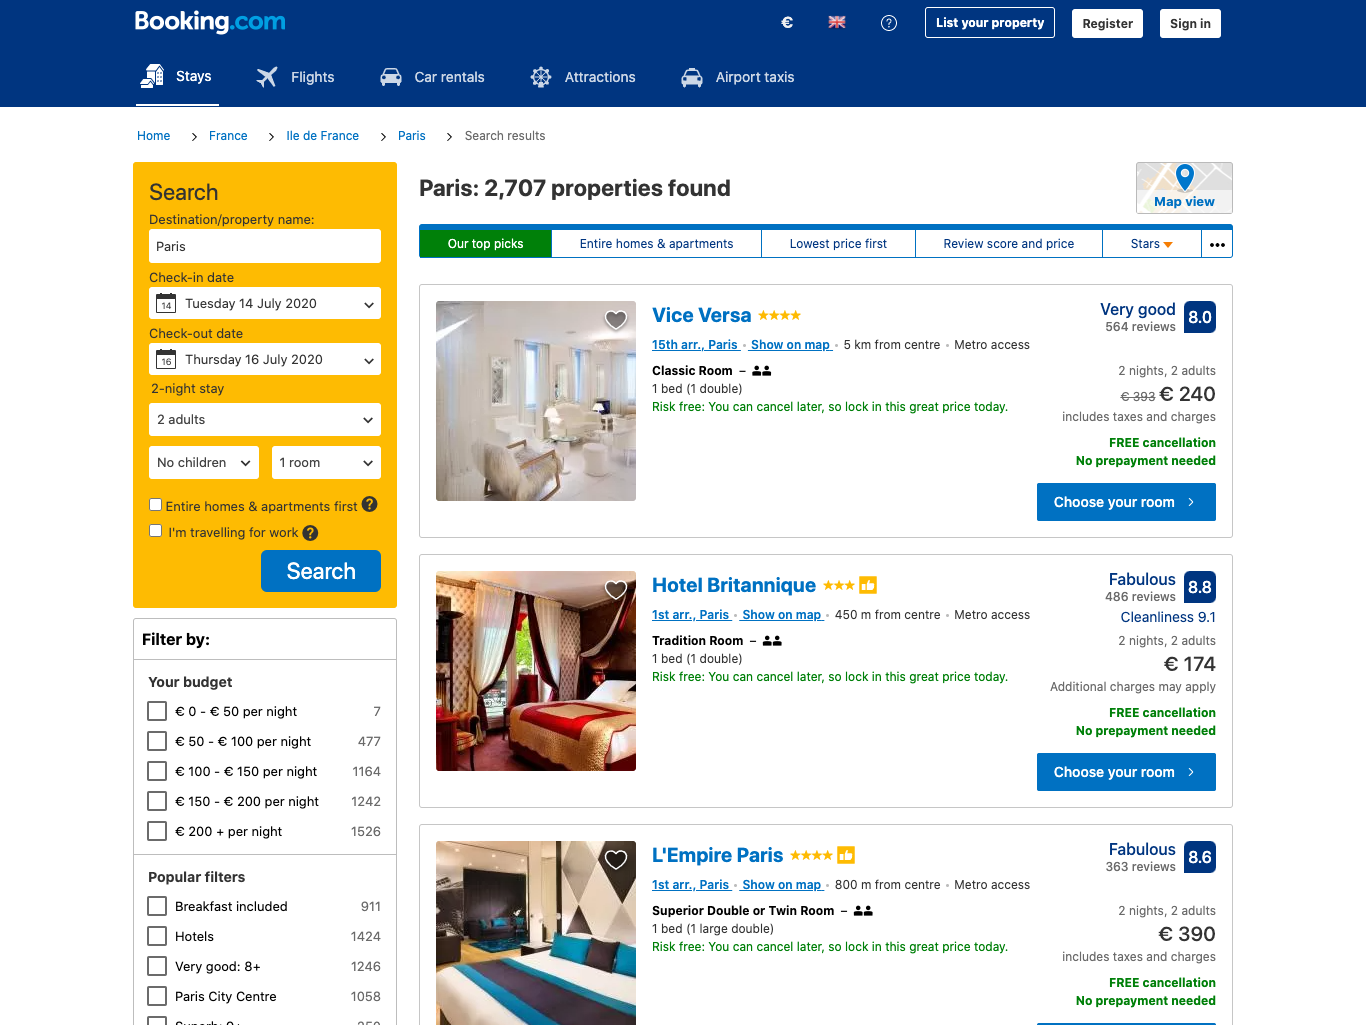 Booking.com
€
List your property
Register
Sign in
Stays
Flights
Car rentals
Attractions
Airport taxis
Home
France
Ile de France
Paris
Search results
Search
Destination/property name:
Paris
Check-in date
14
Tuesday 14 July 2020
Check-out date
16
Thursday 16 July 2020
2-night stay
2 adults
No children
1 room
Entire homes & apartments first ?
I'm travelling for work ?
Search
Filter by:
Your budget
€ 0 - € 50 per night 7
€ 50 - € 100 per night 477
€ 100 - € 150 per night 1164
€ 150 - € 200 per night 1242
€ 200 + per night 1526
Popular filters
Breakfast included 911
Hotels 1424
Very good: 8+ 1246
Paris City Centre 1058
Paris: 2,707 properties found
Map view
Our top picks
Entire homes & apartments
Lowest price first
Review score and price
Stars
•••
Vice Versa
15th arr., Paris • Show on map • 5 km from centre • Metro access
Classic Room –
1 bed (1 double)
Risk free: You can cancel later, so lock in this great price today.
Very good 8.0
564 reviews
2 nights, 2 adults
€ 393 € 240
includes taxes and charges
FREE cancellation
No prepayment needed
Choose your room
Hotel Britannique
1st arr., Paris • Show on map • 450 m from centre • Metro access
Tradition Room –
1 bed (1 double)
Risk free: You can cancel later, so lock in this great price today.
Fabulous 8.8
486 reviews
Cleanliness 9.1
2 nights, 2 adults
€ 174
Additional charges may apply
FREE cancellation
No prepayment needed
Choose your room
L'Empire Paris
1st arr., Paris • Show on map • 800 m from centre • Metro access
Superior Double or Twin Room –
1 bed (1 large double)
Risk free: You can cancel later, so lock in this great price today.
Fabulous 8.6
363 reviews
2 nights, 2 adults
€ 390
includes taxes and charges
FREE cancellation
No prepayment needed